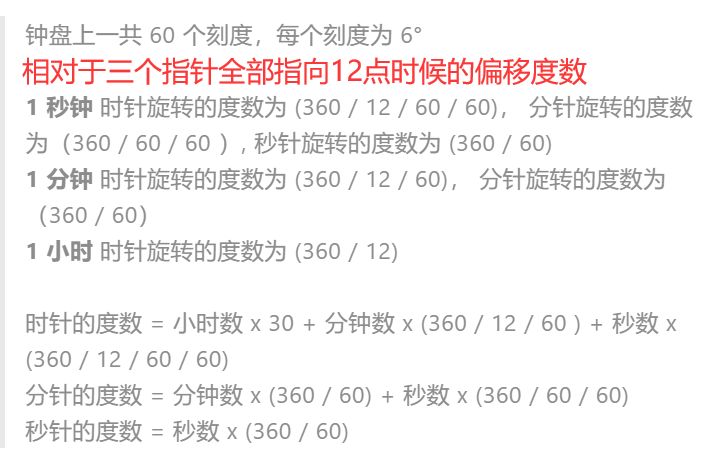 钟盘上一共 60 个刻度，每个刻度为 6°
相对于三个指针全部指向12点时候的偏移度数
1 秒钟 时针旋转的度数为 (360 / 12 / 60 / 60)， 分针旋转的度数
为（360 / 60 / 60 ）, 秒针旋转的度数为 (360 / 60)
1 分钟 时针旋转的度数为 (360 / 12 / 60)， 分针旋转的度数为
（360 / 60）
1 小时 时针旋转的度数为 (360 / 12)
时针的度数 = 小时数 x 30 + 分钟数 x (360 / 12 / 60 ) + 秒数 x
(360 / 12 / 60 / 60)
分针的度数 = 分钟数 x (360 / 60) + 秒数 x (360 / 60 / 60)
秒针的度数 = 秒数 x (360 / 60)